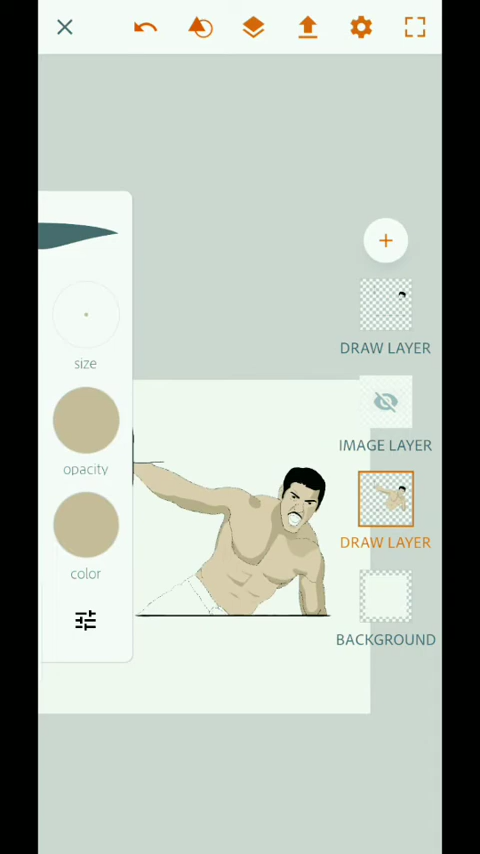 size
opacity
color
DRAW LAYER
IMAGE LAYER
DRAW LAYER
BACKGROUND